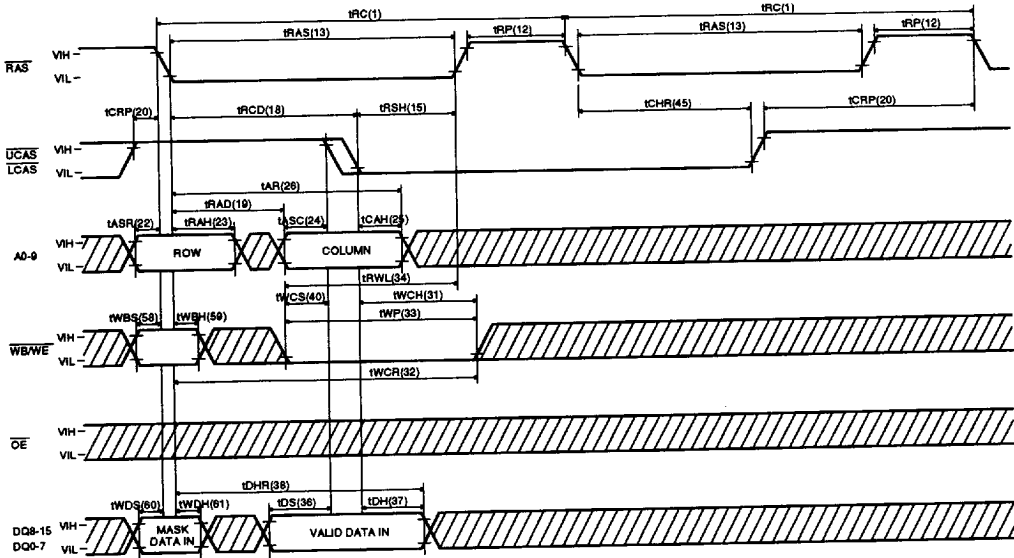 tRC(1) tRC(1)
tRAS(13) tRP(12) tRAS(13) tRP(12)
RAS VIH VIL
tCRP(20) tRCD(18) tRSH(15) tCHR(45) tCRP(20)
UCAS LCAS VIH VIL
tAR(26)
tRAD(19)
tASR(22) tRAH(23) tASC(24) tCAH(25)
A0-9 VIH VIL ROW COLUMN
tRWL(34)
tWCS(40) tWCH(31)
tWBS(58) tWBH(59) tWP(33)
WB/WE VIH VIL
tWCR(32)
OE VIH VIL
tDHR(38)
tWDS(60) tWDH(61) tDS(36) tDH(37)
DQ8-15 DQ0-7 VIH VIL MASK DATA IN VALID DATA IN